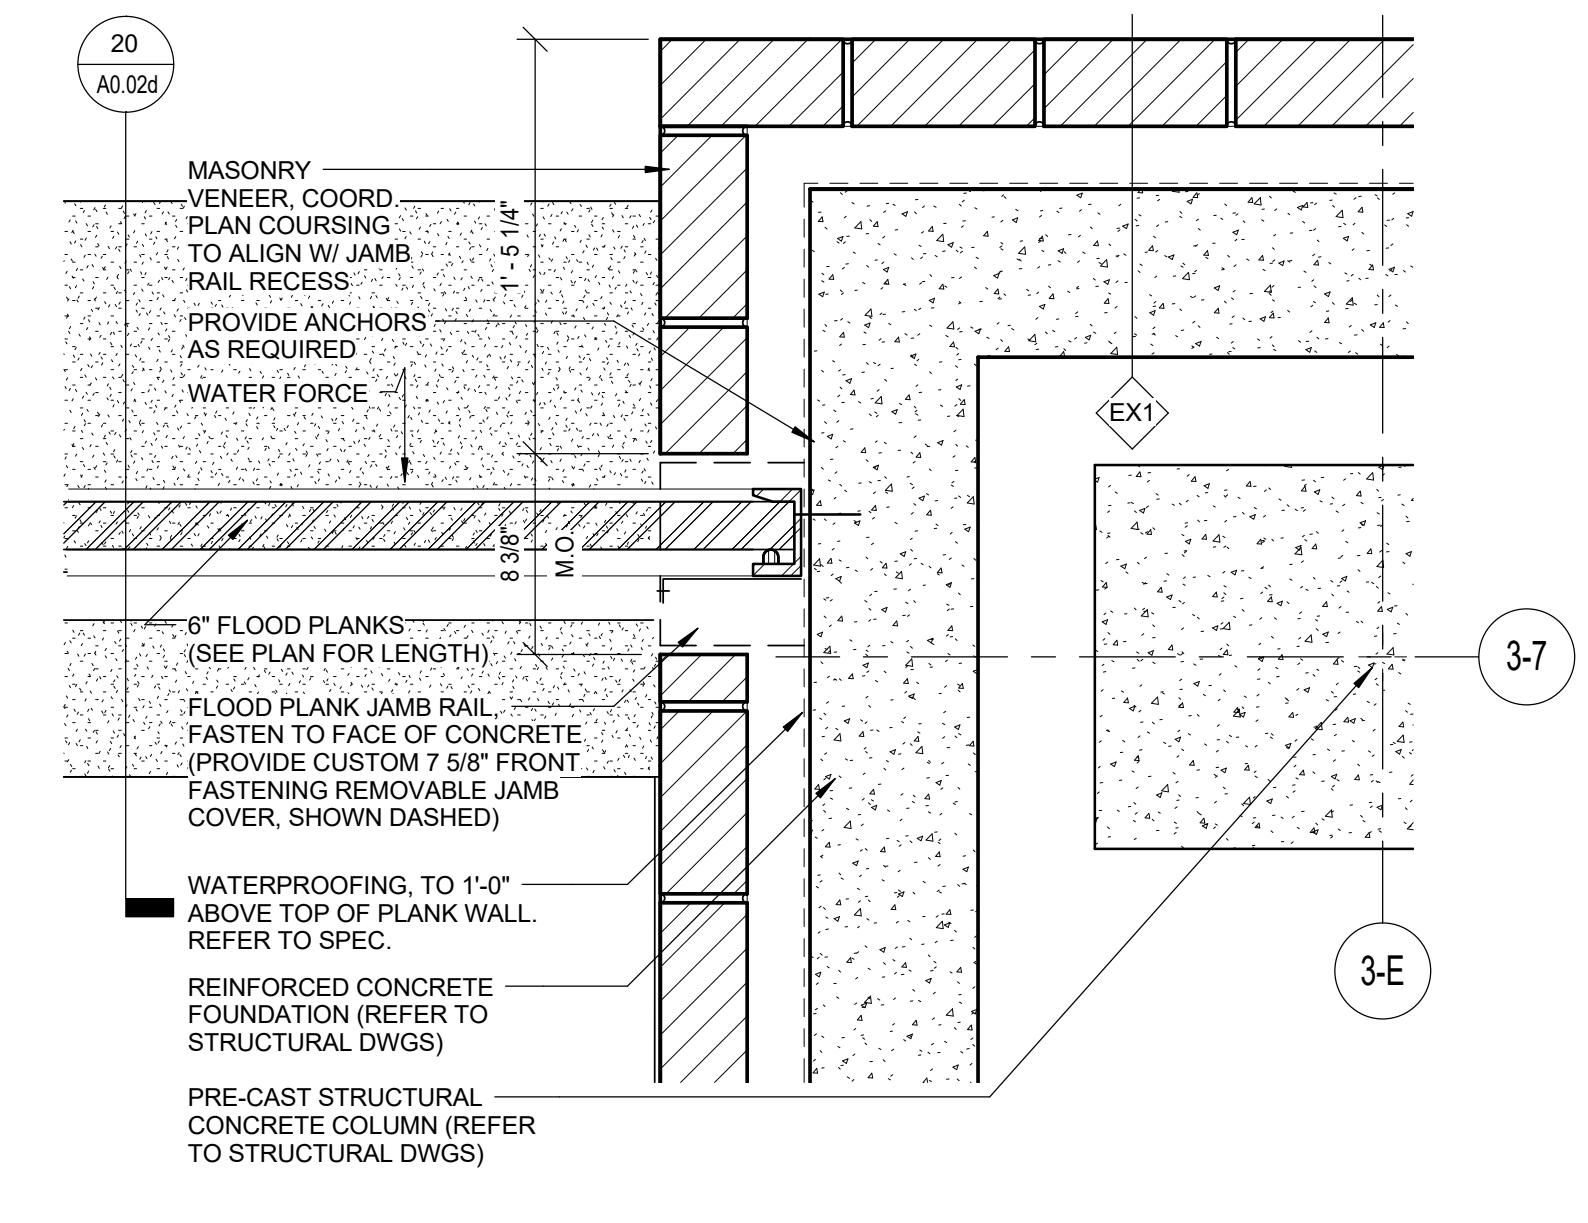 20
A0.02d
MASONRY
VENEER, COORD.
PLAN COURSING
TO ALIGN W/ JAMB
RAIL RECESS
1' - 5 1/4"
PROVIDE ANCHORS
AS REQUIRED
WATER FORCE
EX1
8 3/8"
M.O.
6" FLOOD PLANKS
(SEE PLAN FOR LENGTH)
3-7
FLOOD PLANK JAMB RAIL,
FASTEN TO FACE OF CONCRETE
(PROVIDE CUSTOM 7 5/8" FRONT
FASTENING REMOVABLE JAMB
COVER, SHOWN DASHED)
WATERPROOFING, TO 1'-0"
ABOVE TOP OF PLANK WALL.
REFER TO SPEC.
3-E
REINFORCED CONCRETE
FOUNDATION (REFER TO
STRUCTURAL DWGS)
PRE-CAST STRUCTURAL
CONCRETE COLUMN (REFER
TO STRUCTURAL DWGS)